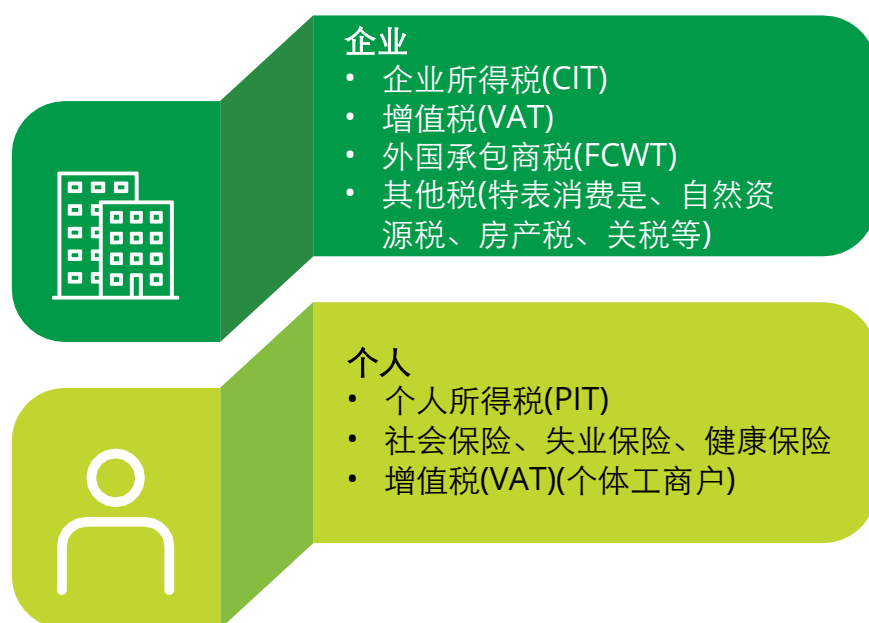 企业
• 企业所得税(CIT)
• 增值税(VAT)
• 外国承包商税(FCWT)
• 其他税(特表消费是、自然资
源税、房产税、关税等)
个人
• 个人所得税(PIT)
• 社会保险、失业保险、健康保险
• 增值税(VAT)(个体工商户)